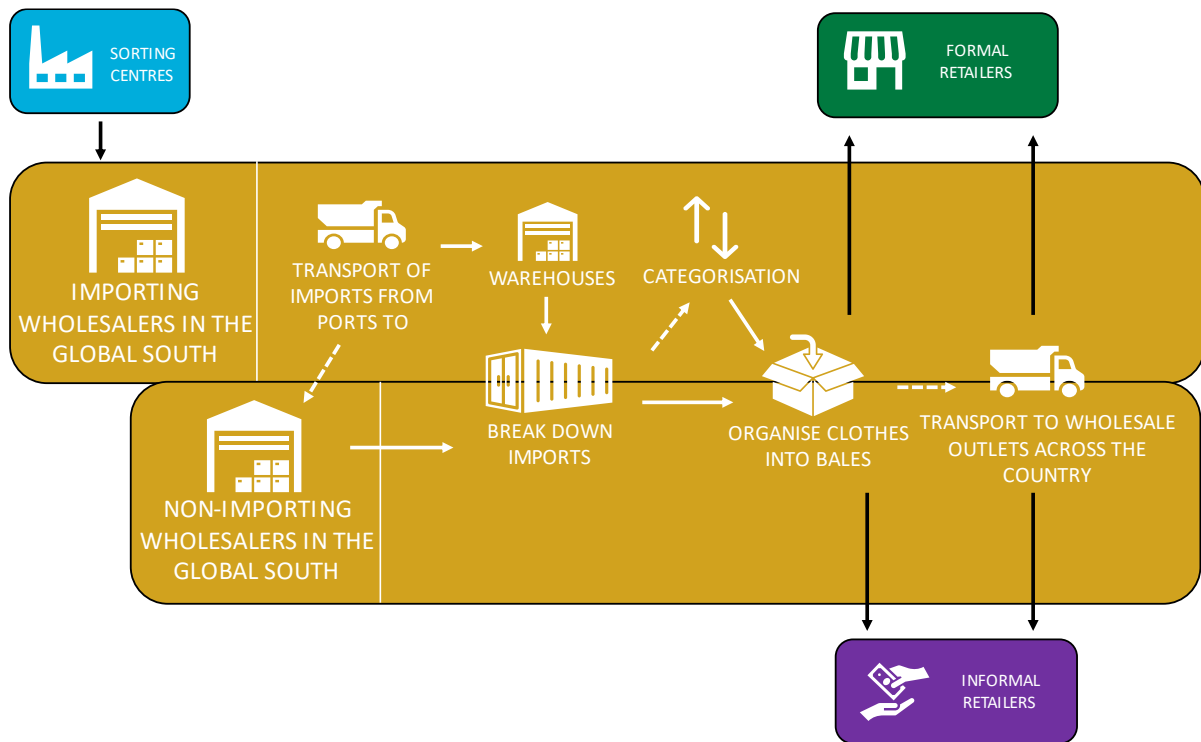 SORTING
CENTRES
FORMAL
RETAILERS
IMPORTING
WHOLESALERS IN THE
GLOBAL SOUTH
TRANSPORT OF
IMPORTS FROM
PORTS TO
WAREHOUSES
CATEGORISATION
BREAK DOWN
IMPORTS
ORGANISE CLOTHES
INTO BALES
TRANSPORT TO WHOLESALE
OUTLETS ACROSS THE
COUNTRY
NON-IMPORTING
WHOLESALERS IN THE
GLOBAL SOUTH
INFORMAL
RETAILERS